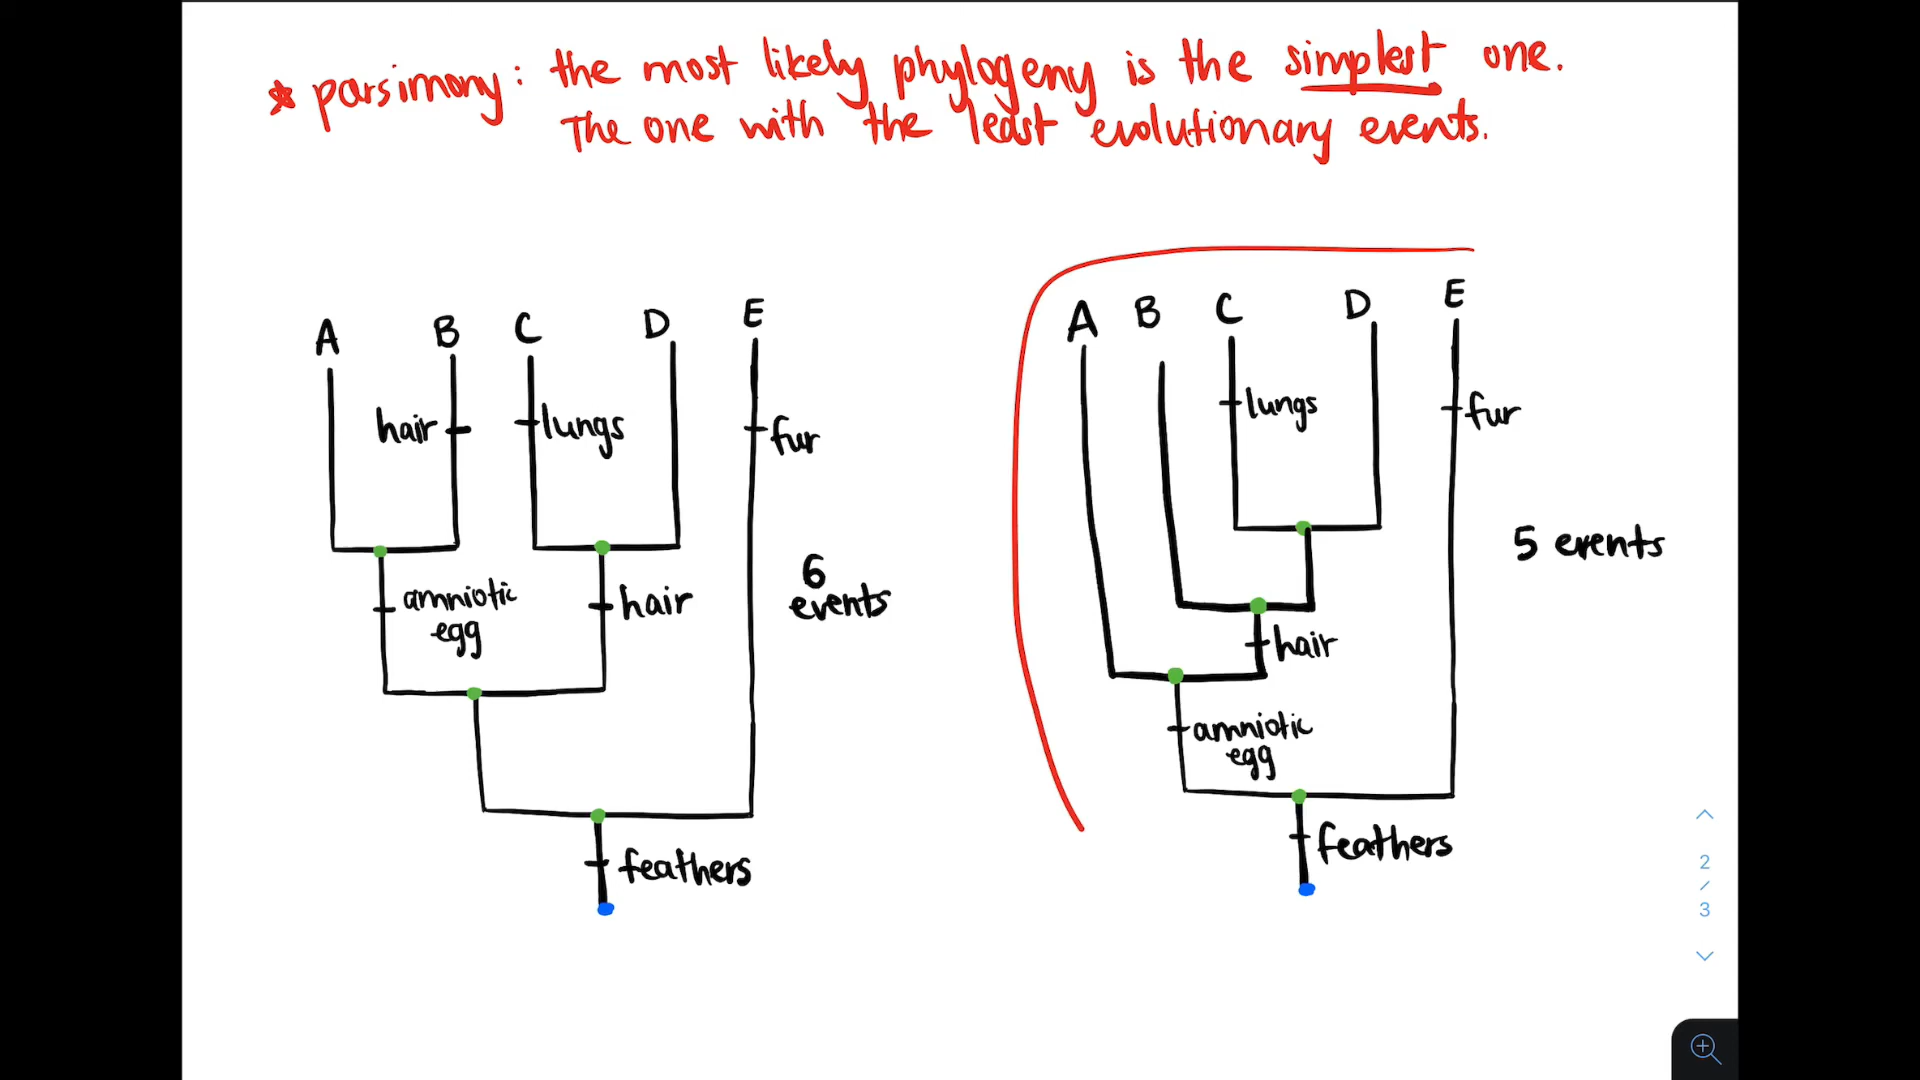 * parsimony: the most likely phylogeny is the simplest one.
The one with the least evolutionary events.
A B C D E
hair
lungs
fur
amniotic
egg
hair
6
events
feathers
A B C D E
lungs
fur
5 events
hair
amniotic
egg
feathers
2
/
3